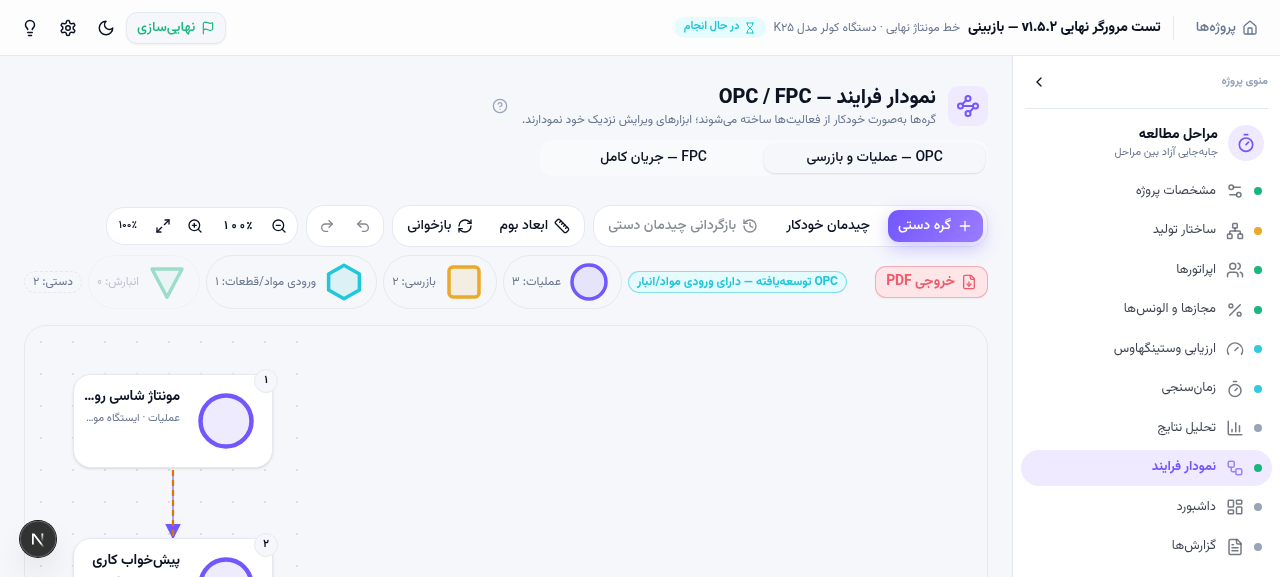 پروژه‌ها
تست مرورگر نهایی v۱.۵.۲ — بازبینی
خط مونتاژ نهایی · دستگاه کولر مدل K۲۵
در حال انجام
نهایی‌سازی
منوی پروژه
مراحل مطالعه
جابه‌جایی آزاد بین مراحل
مشخصات پروژه
ساختار تولید
اپراتورها
مجازها و الونس‌ها
ارزیابی وستینگهاوس
زمان‌سنجی
تحلیل نتایج
نمودار فرایند
داشبورد
گزارش‌ها
نمودار فرایند — OPC / FPC
گره‌ها به‌صورت خودکار از فعالیت‌ها ساخته می‌شوند؛ ابزارهای ویرایش نزدیک خود نمودارند.
OPC — عملیات و بازرسی
FPC — جریان کامل
گره دستی
چیدمان خودکار
بازگردانی چیدمان دستی
ابعاد بوم
بازخوانی
۱۰۰٪
۱۰۰٪
خروجی PDF
OPC توسعه‌یافته — دارای ورودی مواد/انبار
عملیات: ۳
بازرسی: ۲
ورودی مواد/قطعات: ۱
انبارش: ۰
دستی: ۲
۱
مونتاژ شاسی رو...
عملیات · ایستگاه مو...
۲
پیش‌خواب کاری
N